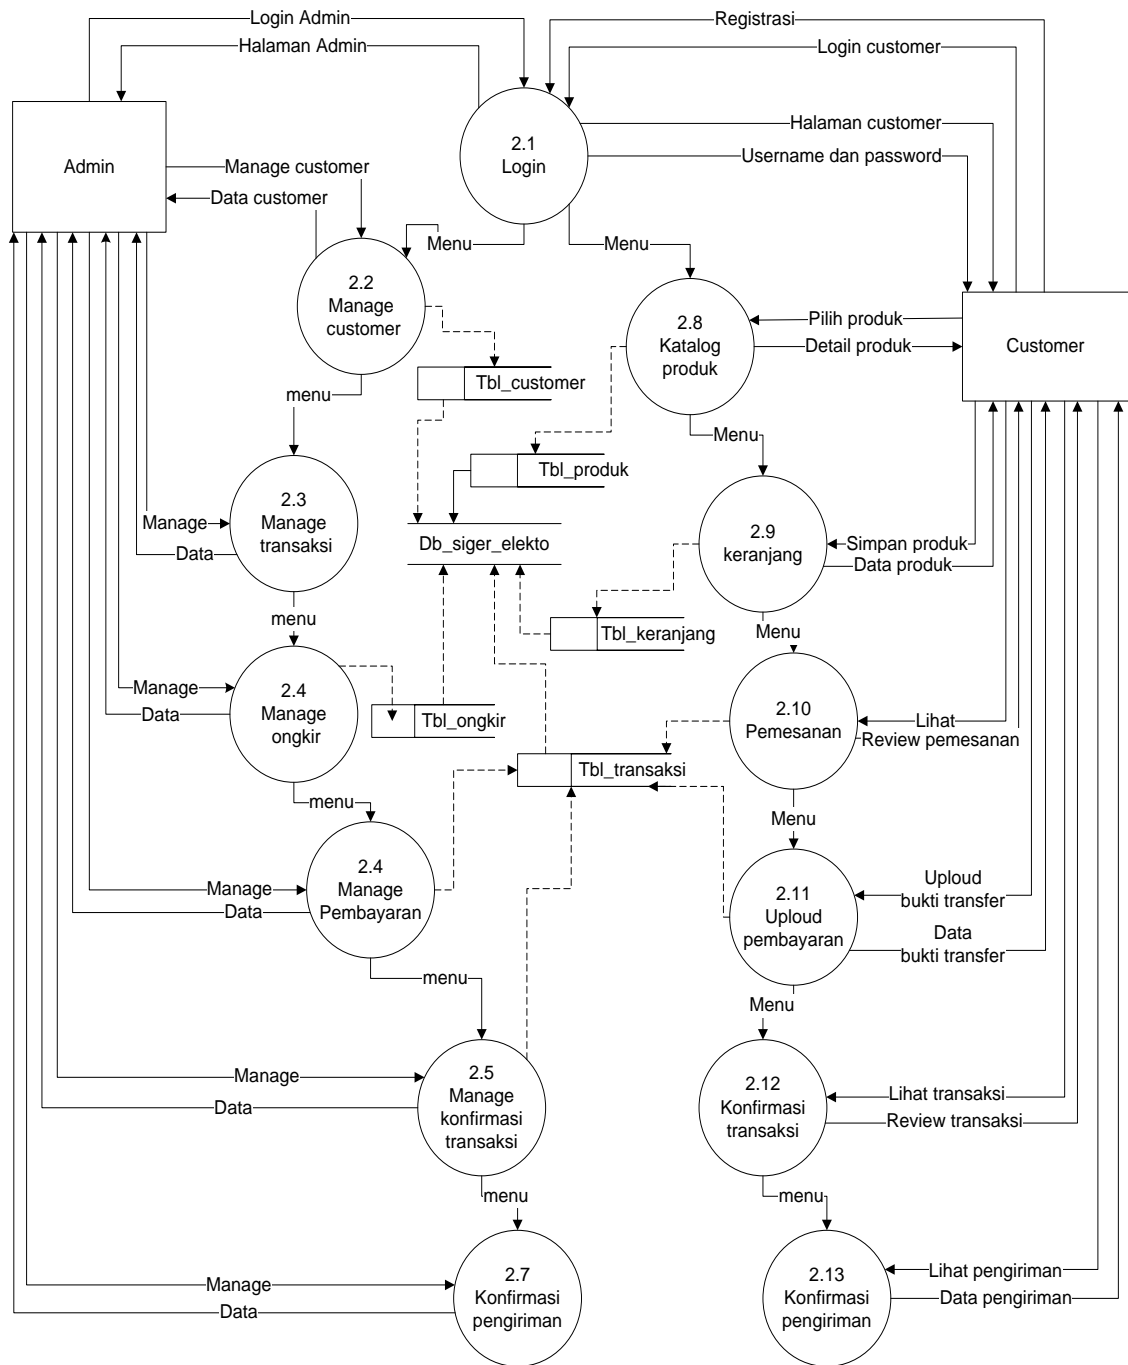 Login Admin
Registrasi
Halaman Admin
Login customer
2.1
Login
Halaman customer
Admin
Manage customer
Username dan password
Data customer
Menu
Menu
2.2
Manage
customer
2.8
Katalog
produk
Pilih produk
Detail produk
Customer
Tbl_customer
menu
Menu
Tbl_produk
2.3
Manage
transaksi
Manage
Data
Db_siger_elekto
2.9
keranjang
Simpan produk
Data produk
menu
Tbl_keranjang
Menu
2.4
Manage
ongkir
Manage
Data
Tbl_ongkir
2.10
Pemesanan
Lihat
Review pemesanan
Tbl_transaksi
menu
Menu
2.4
Manage
Pembayaran
Manage
Data
2.11
Uploud
pembayaran
Uploud
bukti transfer
Data
bukti transfer
menu
Menu
2.5
Manage
konfirmasi
transaksi
Manage
Data
2.12
Konfirmasi
transaksi
Lihat transaksi
Review transaksi
menu
menu
2.7
Konfirmasi
pengiriman
Manage
Data
2.13
Konfirmasi
pengiriman
Lihat pengiriman
Data pengiriman